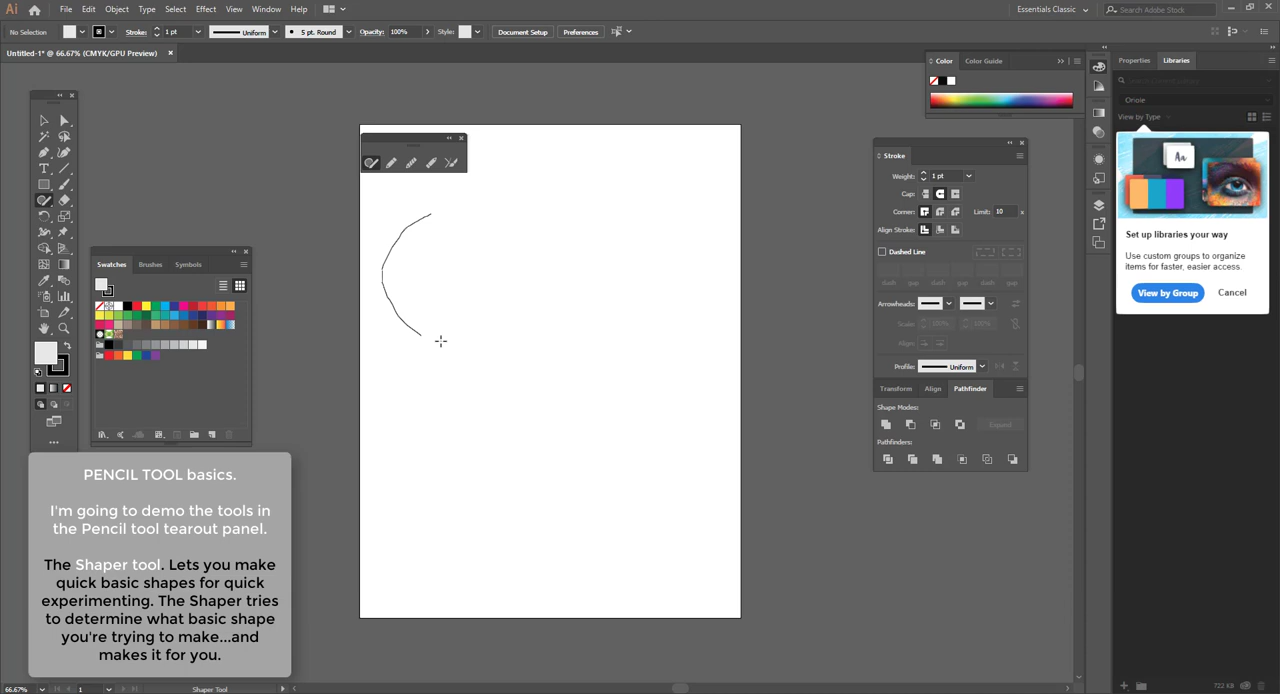 Ai File Edit Object Type Select Effect View Window Help Essentials Classic Search Adobe Stock
No Selection Stroke: 1 pt Uniform 5 pt. Round Opacity: 100% Style: Document Setup Preferences
Untitled-1* @ 66.67% (CMYK/GPU Preview) ×
Color Color Guide
Properties Libraries
View by Type
Stroke
Weight: 1 pt
Cap:
Corner: Limit: 10 x
Align Stroke:
Dashed Line
dash gap dash gap dash gap
Arrowheads:
Scale: 100% 100%
Align:
Profile: Uniform
Transform Align Pathfinder
Shape Modes:
Expand
Pathfinders:
Aa
Set up libraries your way
Use custom groups to organize
items for faster, easier access.
View by Group Cancel
Swatches Brushes Symbols
PENCIL TOOL basics.
I'm going to demo the tools in
the Pencil tool tearout panel.
The Shaper tool. Lets you make
quick basic shapes for quick
experimenting. The Shaper tries
to determine what basic shape
you're trying to make...and
makes it for you.
66.67% 1 Shaper Tool
722 KB